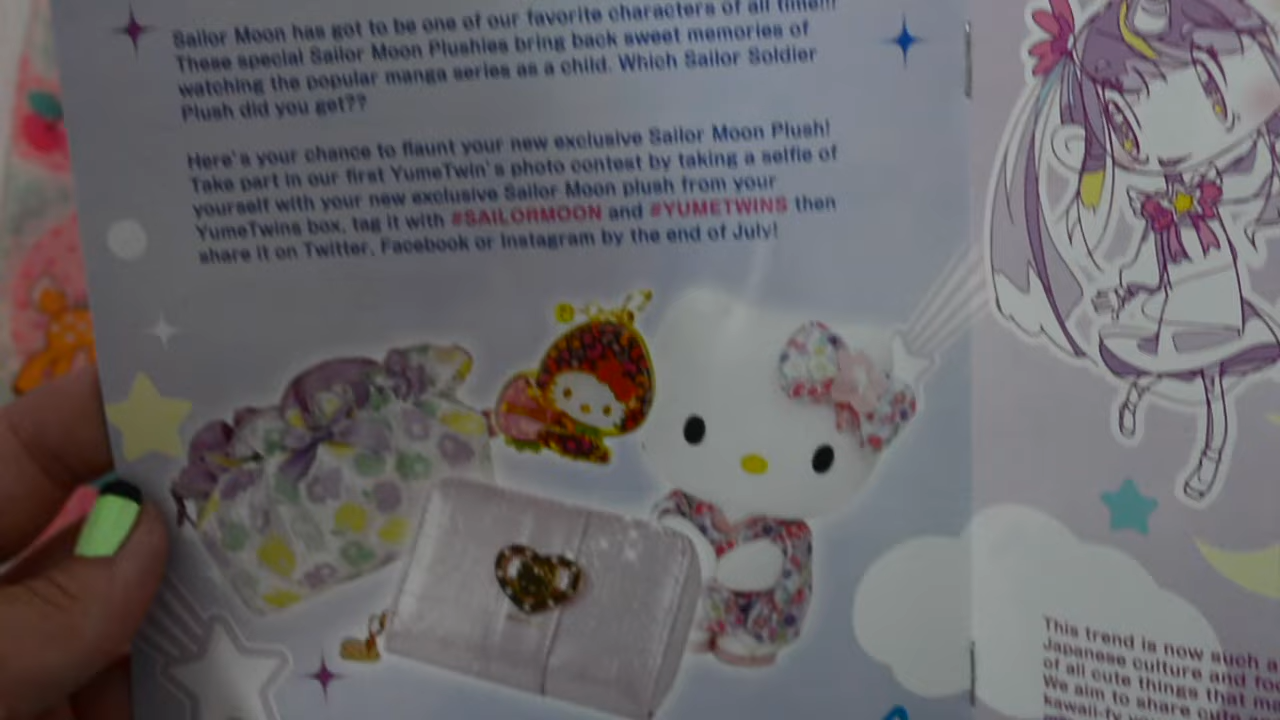 Sailor Moon has got to be one of our favorite characters of all time!!!
These special Sailor Moon Plushies bring back sweet memories of
watching the popular manga series as a child. Which Sailor Soldier
Plush did you get??
Here's your chance to flaunt your new exclusive Sailor Moon Plush!
Take part in our first YumeTwin's photo contest by taking a selfie of
yourself with your new exclusive Sailor Moon plush from your
YumeTwins box, tag it with #SAILORMOON and #YUMETWINS then
share it on Twitter, Facebook or Instagram by the end of July!
This trend is now such a
Japanese culture and
of all cute things that
We aim to share